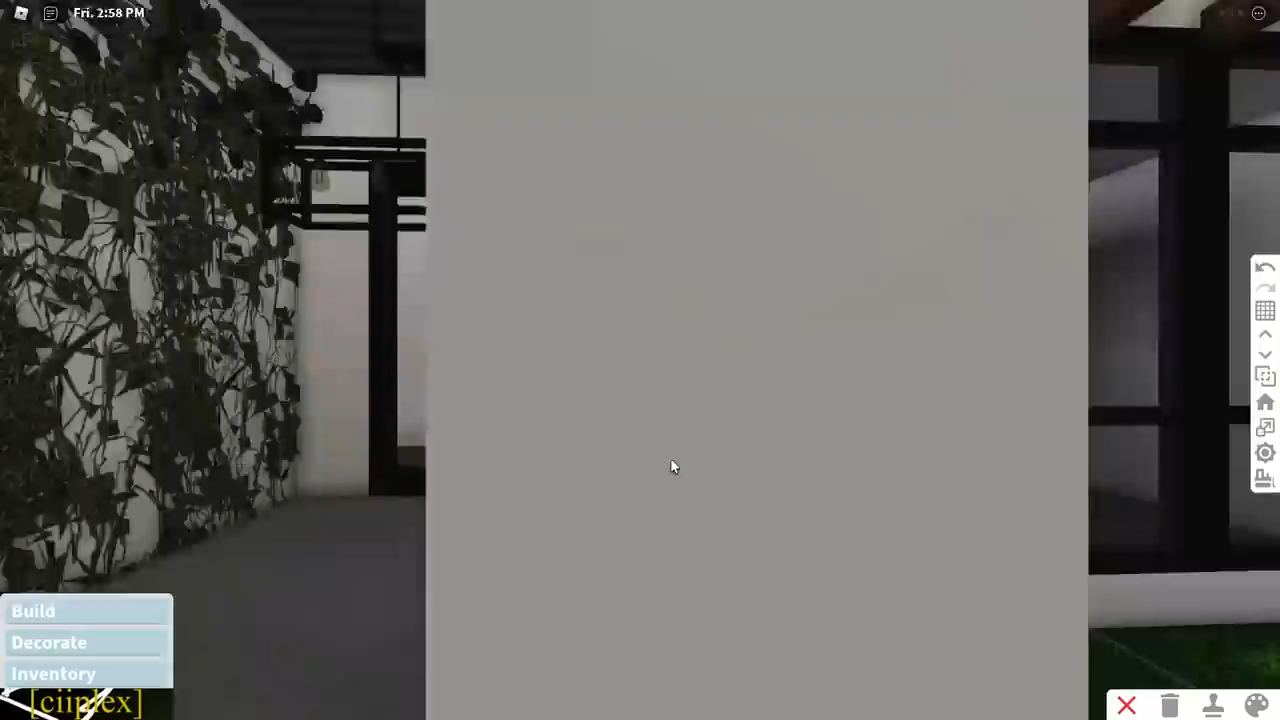 Fri. 2:58 PM
Build
Decorate
Inventory
[ciiplex]